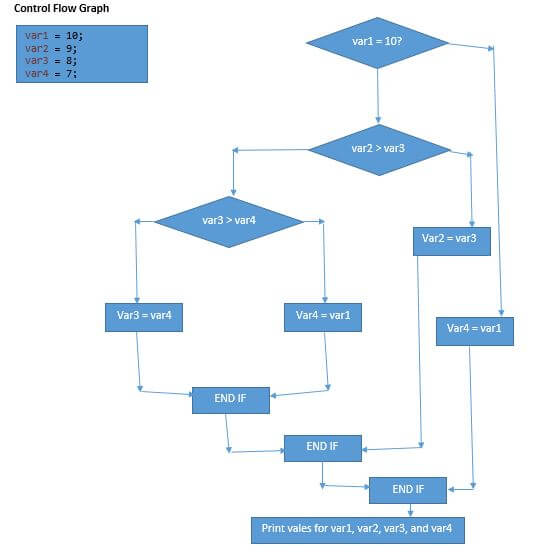 Control Flow Graph
var1 = 10;
var2 = 9;
var3 = 8;
var4 = 7;
var1 = 10?
var2 > var3
var3 > var4
Var2 = var3
Var3 = var4
Var4 = var1
Var4 = var1
END IF
END IF
END IF
Print vales for var1, var2, var3, and var4